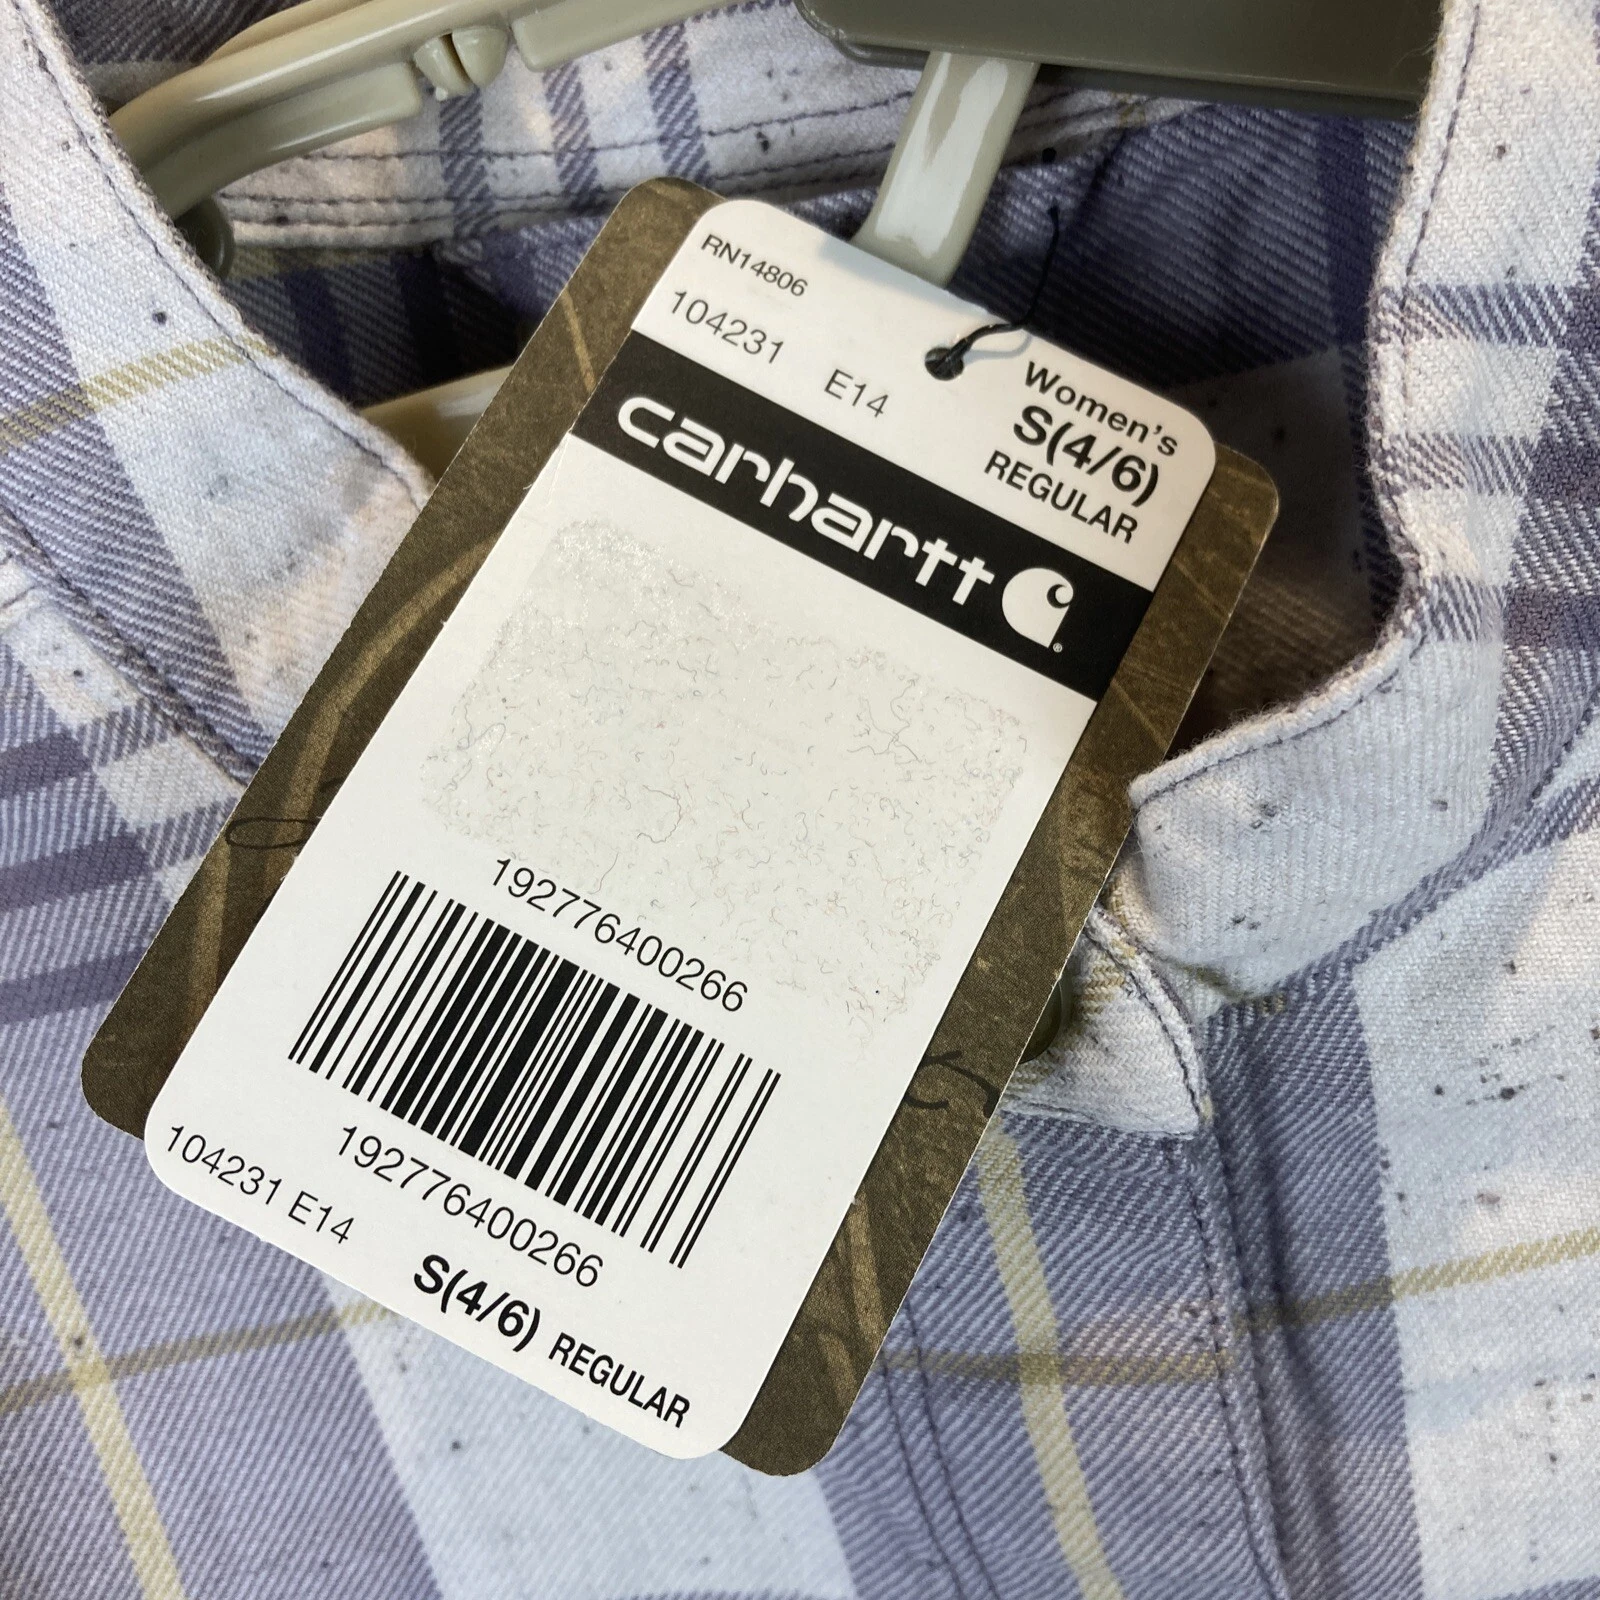 RN14806
104231 E14
Women's
S(4/6)
REGULAR
carhartt
192776400266
192776400266
104231 E14
S(4/6) REGULAR